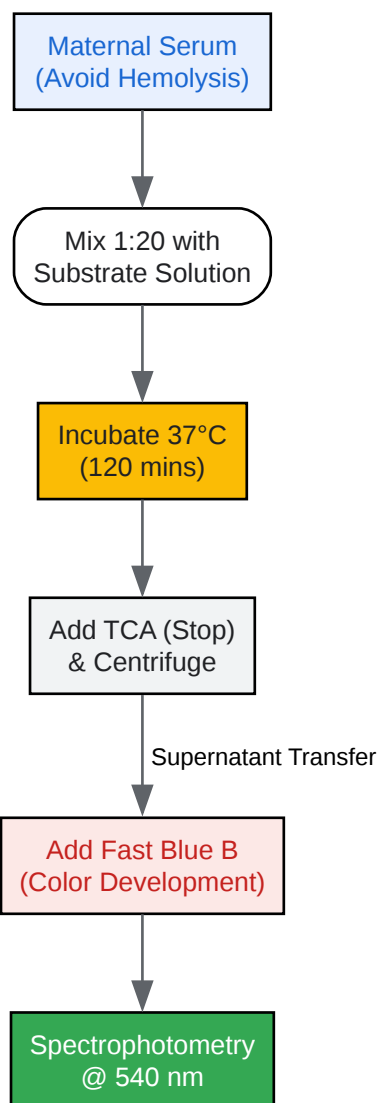 Maternal Serum
(Avoid Hemolysis)
Mix 1:20 with
Substrate Solution
Incubate 37°C
(120 mins)
Add TCA (Stop)
& Centrifuge
Supernatant Transfer
Add Fast Blue B
(Color Development)
Spectrophotometry
@ 540 nm